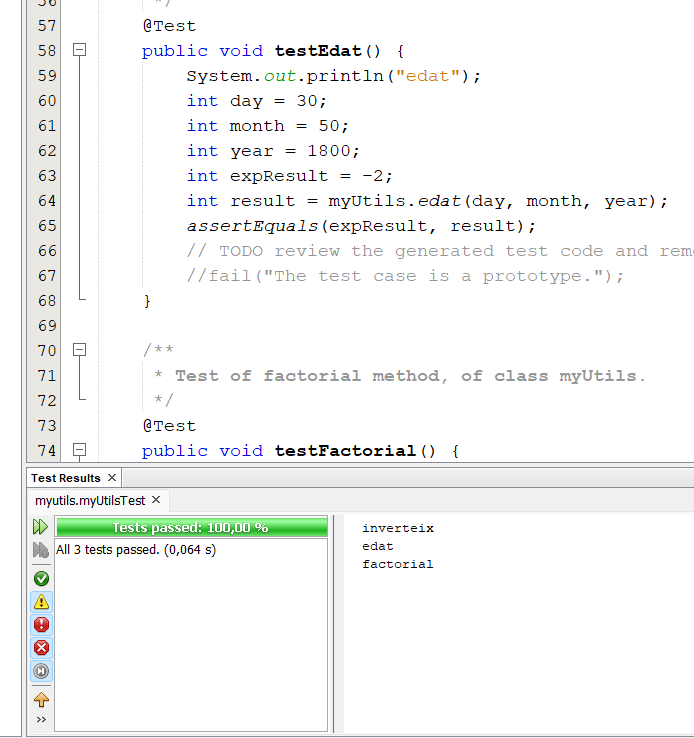 56 */
57 @Test
58 public void testEdat() {
59 System.out.println("edat");
60 int day = 30;
61 int month = 50;
62 int year = 1800;
63 int expResult = -2;
64 int result = myUtils.edat(day, month, year);
65 assertEquals(expResult, result);
66 // TODO review the generated test code and rem
67 //fail("The test case is a prototype.");
68 }
69
70 /**
71 * Test of factorial method, of class myUtils.
72 */
73 @Test
74 public void testFactorial() {
Test Results ×
myutils.myUtilsTest ×
Tests passed: 100,00 %
All 3 tests passed. (0,064 s)
inverteix
edat
factorial